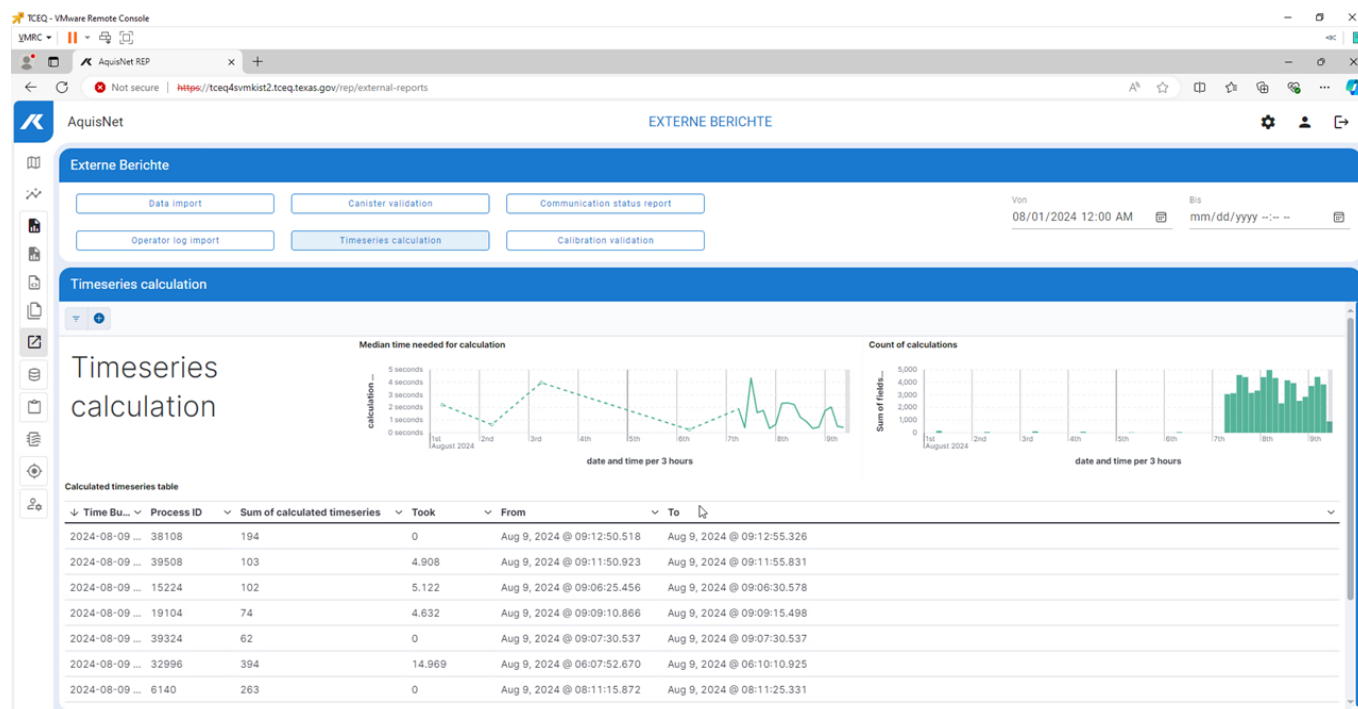 TCEQ - VMware Remote Console
VMRC
AquisNet REP
Not secure https://tceq4svmkist2.tceq.texas.gov/rep/external-reports
AquisNet
EXTERNE BERICHTE
Externe Berichte
Data import Canister validation Communication status report
Operator log import Timeseries calculation Calibration validation
Von
08/01/2024 12:00 AM
Bis
mm/dd/yyyy --:-- --
Timeseries calculation
Timeseries
calculation
Median time needed for calculation
calculation ...
5 seconds
4 seconds
3 seconds
2 seconds
1 seconds
0 seconds
1st 2nd 3rd 4th 5th 6th 7th 8th 9th
August 2024
date and time per 3 hours
Count of calculations
Sum of fields...
5,000
4,000
3,000
2,000
1,000
0
1st 2nd 3rd 4th 5th 6th 7th 8th 9th
August 2024
date and time per 3 hours
Calculated timeseries table
Time Bu... Process ID Sum of calculated timeseries Took From To
2024-08-09 ... 38108 194 0 Aug 9, 2024 @ 09:12:50.518 Aug 9, 2024 @ 09:12:55.326
2024-08-09 ... 39508 103 4.908 Aug 9, 2024 @ 09:11:50.923 Aug 9, 2024 @ 09:11:55.831
2024-08-09 ... 15224 102 5.122 Aug 9, 2024 @ 09:06:25.456 Aug 9, 2024 @ 09:06:30.578
2024-08-09 ... 19104 74 4.632 Aug 9, 2024 @ 09:09:10.866 Aug 9, 2024 @ 09:09:15.498
2024-08-09 ... 39324 62 0 Aug 9, 2024 @ 09:07:30.537 Aug 9, 2024 @ 09:07:30.537
2024-08-09 ... 32996 394 14.969 Aug 9, 2024 @ 06:07:52.670 Aug 9, 2024 @ 06:10:10.925
2024-08-09 ... 6140 263 0 Aug 9, 2024 @ 08:11:15.872 Aug 9, 2024 @ 08:11:25.331